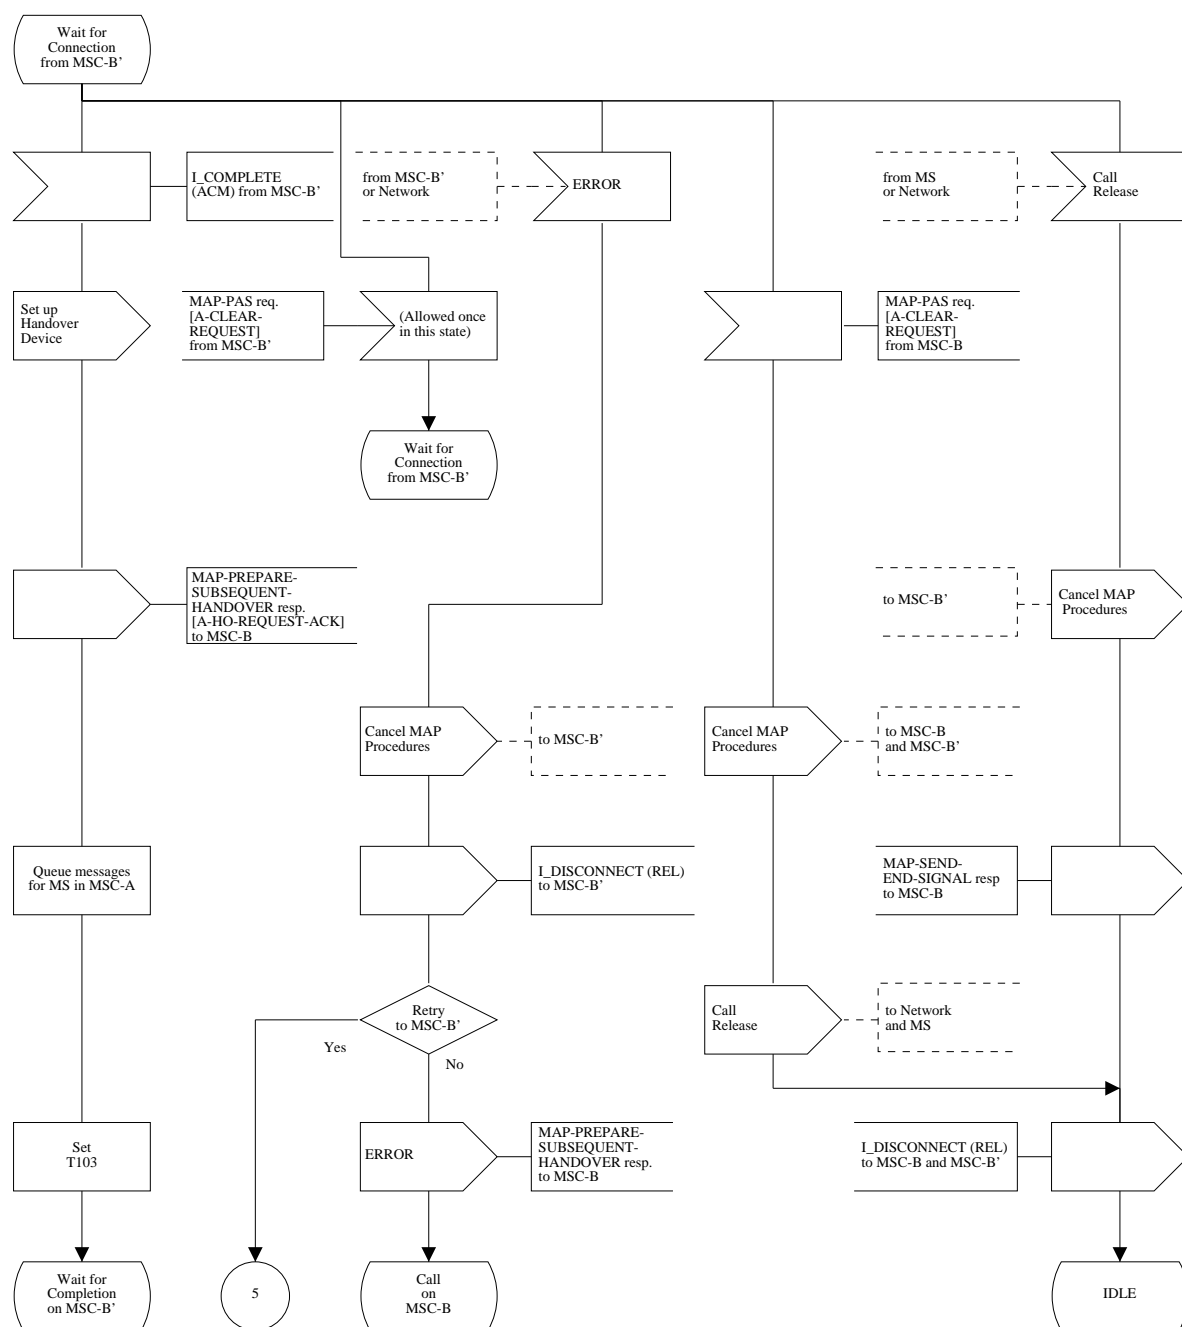 Wait for
Connection
from MSC-B’
I_COMPLETE
(ACM) from MSC-B’
from MSC-B’
or Network
ERROR
from MS
or Network
Call
Release
Set up
Handover
Device
MAP-PAS req.
[A-CLEAR-
REQUEST]
from MSC-B’
(Allowed once
in this state)
MAP-PAS req.
[A-CLEAR-
REQUEST]
from MSC-B
Wait for
Connection
from MSC-B’
MAP-PREPARE-
SUBSEQUENT-
HANDOVER resp.
[A-HO-REQUEST-ACK]
to MSC-B
to MSC-B’
Cancel MAP
Procedures
Cancel MAP
Procedures
to MSC-B’
Cancel MAP
Procedures
to MSC-B
and MSC-B’
Queue messages
for MS in MSC-A
I_DISCONNECT (REL)
to MSC-B’
MAP-SEND-
END-SIGNAL resp
to MSC-B
Retry
to MSC-B’
Yes
No
Call
Release
to Network
and MS
Set
T103
ERROR
MAP-PREPARE-
SUBSEQUENT-
HANDOVER resp.
to MSC-B
I_DISCONNECT (REL)
to MSC-B and MSC-B’
Wait for
Completion
on MSC-B’
5
Call
on
MSC-B
IDLE